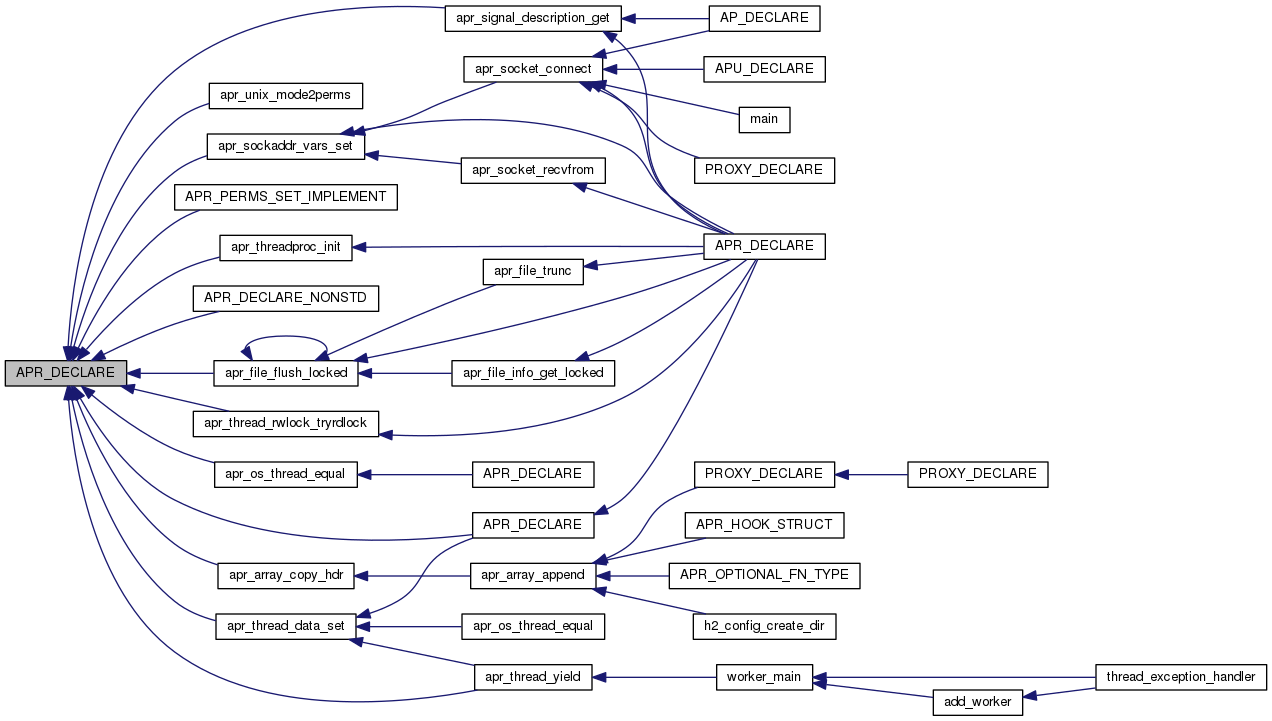 apr_signal_description_get
AP_DECLARE
apr_socket_connect
APU_DECLARE
apr_unix_mode2perms
main
apr_sockaddr_vars_set
apr_socket_recvfrom
PROXY_DECLARE
APR_PERMS_SET_IMPLEMENT
apr_threadproc_init
APR_DECLARE
apr_file_trunc
APR_DECLARE_NONSTD
APR_DECLARE
apr_file_flush_locked
apr_file_info_get_locked
apr_thread_rwlock_tryrdlock
apr_os_thread_equal
APR_DECLARE
PROXY_DECLARE
PROXY_DECLARE
APR_DECLARE
APR_HOOK_STRUCT
apr_array_copy_hdr
apr_array_append
APR_OPTIONAL_FN_TYPE
apr_thread_data_set
apr_os_thread_equal
h2_config_create_dir
apr_thread_yield
worker_main
thread_exception_handler
add_worker